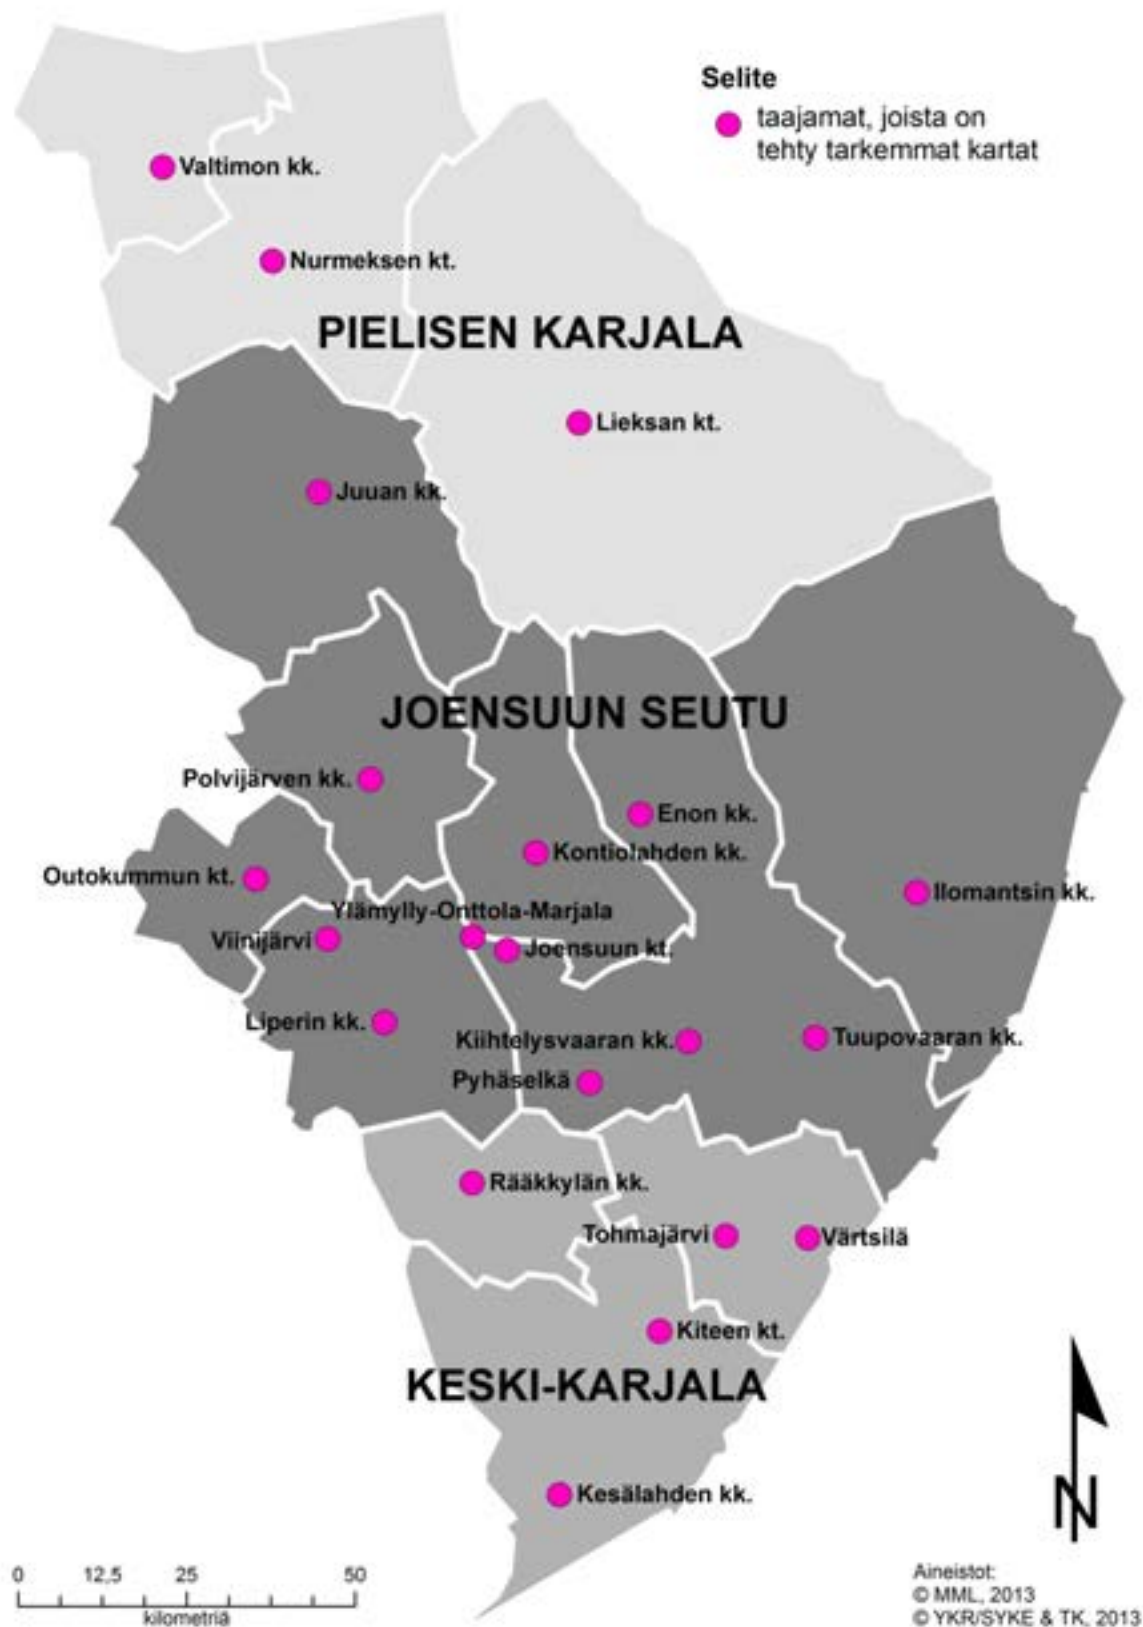 Selite
taajamat, joista on
tehty tarkemmat kartat
Valtimon kk.
Nurmeksen kt.
PIELISEN KARJALA
Lieksan kt.
Juuan kk.
JOENSUUN SEUTU
Polvijärven kk.
Enon kk.
Kontiolahden kk.
Outokummun kt.
Ilomantsin kk.
Ylämylly-Onttola-Marjala
Viinijärvi
Joensuun kt.
Liperin kk.
Kiihtelysvaaran kk.
Tuupovaaran kk.
Pyhäselkä
Rääkkylän kk.
Tohmajärvi
Värtsilä
Kiteen kt.
KESKI-KARJALA
Kesälahden kk.
N
0 12,5 25 50
kilometriä
Aineistot:
© MML, 2013
© YKR/SYKE & TK, 2013